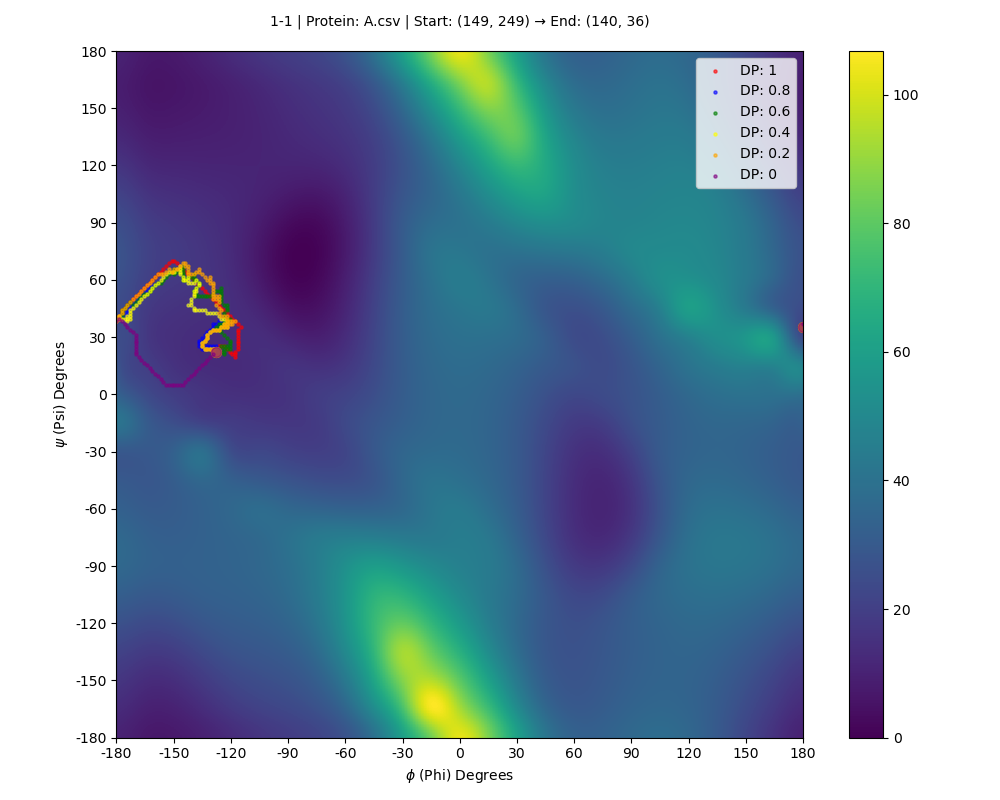 1-1 | Protein: A.csv | Start: (149, 249) → End: (140, 36)
DP: 1
DP: 0.8
DP: 0.6
DP: 0.4
DP: 0.2
DP: 0
180
150
120
90
60
30
0
-30
-60
-90
-120
-150
-180
ψ (Psi) Degrees
-180 -150 -120 -90 -60 -30 0 30 60 90 120 150 180
ϕ (Phi) Degrees
100
80
60
40
20
0